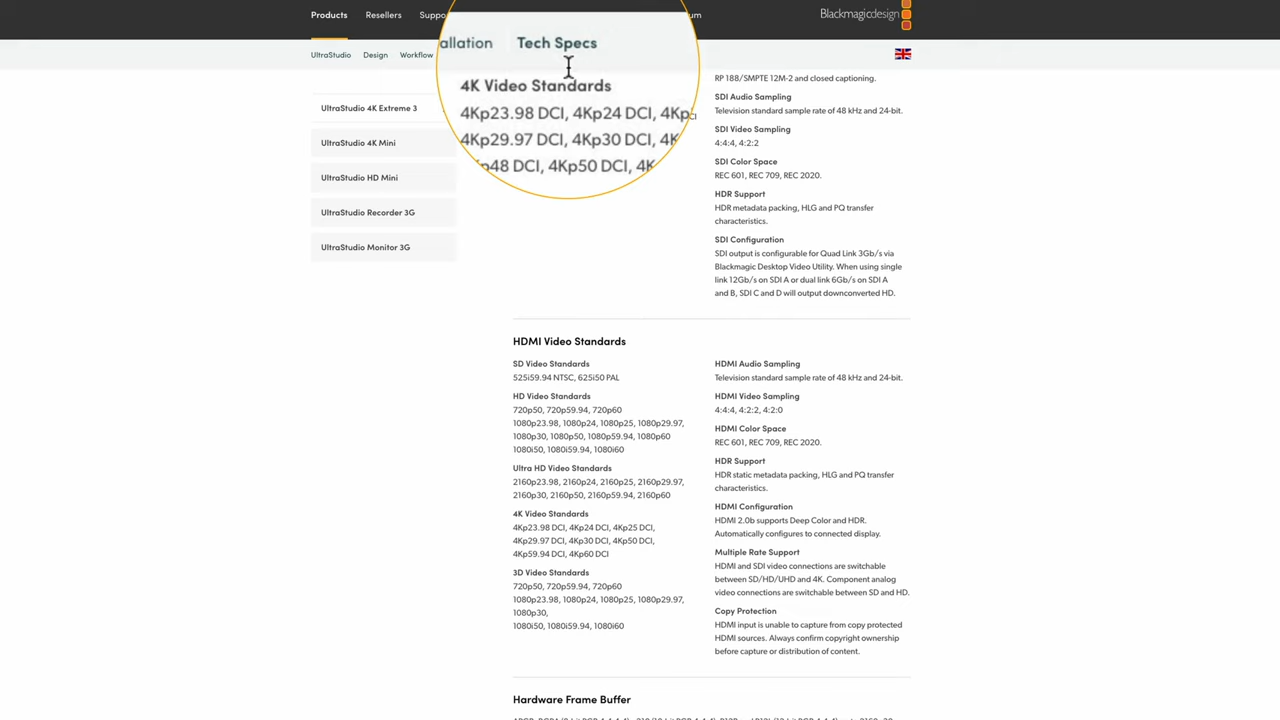 Products
Resellers
Blackmagicdesign
UltraStudio
Design
Workflow
Tech Specs
UltraStudio 4K Extreme 3
UltraStudio 4K Mini
UltraStudio HD Mini
UltraStudio Recorder 3G
UltraStudio Monitor 3G
4K Video Standards
4Kp23.98 DCI, 4Kp24 DCI,
4Kp29.97 DCI, 4Kp30 DCI,
DCI, 4Kp50 DCI,
RP 188/SMPTE 12M-2 and closed captioning.
SDI Audio Sampling
Television standard sample rate of 48 kHz and 24-bit.
SDI Video Sampling
4:4:4, 4:2:2
SDI Color Space
REC 601, REC 709, REC 2020.
HDR Support
HDR metadata packing, HLG and PQ transfer
characteristics.
SDI Configuration
SDI output is configurable for Quad Link 3Gb/s via
Blackmagic Desktop Video Utility. When using single
link 12Gb/s on SDI A or dual link 6Gb/s on SDI A
and B, SDI C and D will output downconverted HD.
HDMI Video Standards
SD Video Standards
525i59.94 NTSC, 625i50 PAL
HD Video Standards
720p50, 720p59.94, 720p60
1080p23.98, 1080p24, 1080p25, 1080p29.97,
1080p30, 1080p50, 1080p59.94, 1080p60
1080i50, 1080i59.94, 1080i60
Ultra HD Video Standards
2160p23.98, 2160p24, 2160p25, 2160p29.97,
2160p30, 2160p50, 2160p59.94, 2160p60
4K Video Standards
4Kp23.98 DCI, 4Kp24 DCI, 4Kp25 DCI,
4Kp29.97 DCI, 4Kp30 DCI, 4Kp50 DCI,
4Kp59.94 DCI, 4Kp60 DCI
3D Video Standards
720p50, 720p59.94, 720p60
1080p23.98, 1080p24, 1080p25, 1080p29.97,
1080p30,
1080i50, 1080i59.94, 1080i60
HDMI Audio Sampling
Television standard sample rate of 48 kHz and 24-bit.
HDMI Video Sampling
4:4:4, 4:2:2, 4:2:0
HDMI Color Space
REC 601, REC 709, REC 2020.
HDR Support
HDR static metadata packing, HLG and PQ transfer
characteristics.
HDMI Configuration
HDMI 2.0b supports Deep Color and HDR.
Automatically configures to connected display.
Multiple Rate Support
HDMI and SDI video connections are switchable
between SD/HD/UHD and 4K. Component analog
video connections are switchable between SD and HD.
Copy Protection
HDMI input is unable to capture from copy protected
HDMI sources. Always confirm copyright ownership
before capture or distribution of content.
Hardware Frame Buffer